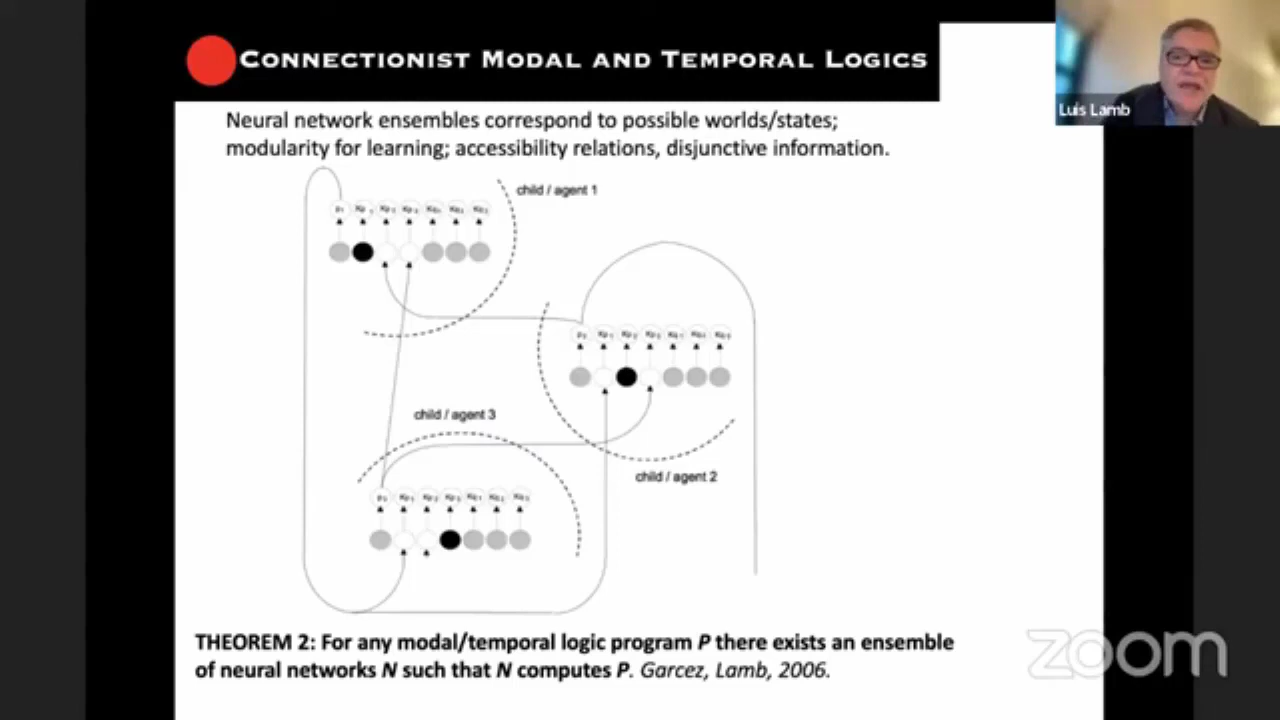 CONNECTIONIST MODAL AND TEMPORAL LOGICS
Luis Lamb
Neural network ensembles correspond to possible worlds/states;
modularity for learning; accessibility relations, disjunctive information.
child / agent 1
child / agent 3
child / agent 2
THEOREM 2: For any modal/temporal logic program P there exists an ensemble
of neural networks N such that N computes P. Garcez, Lamb, 2006.
zoom